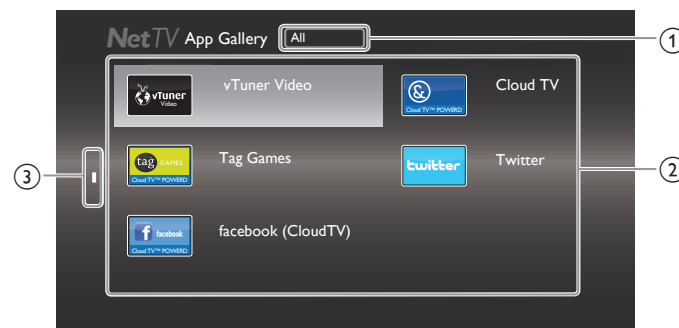 NetTV App Gallery All
1
vTuner Video
vTuner Video
& Cloud TV™ POWERD
Cloud TV
tag GAMES Cloud TV™ POWERD
Tag Games
twitter
Twitter
2
3
f facebook Cloud TV™ POWERD
facebook (CloudTV)